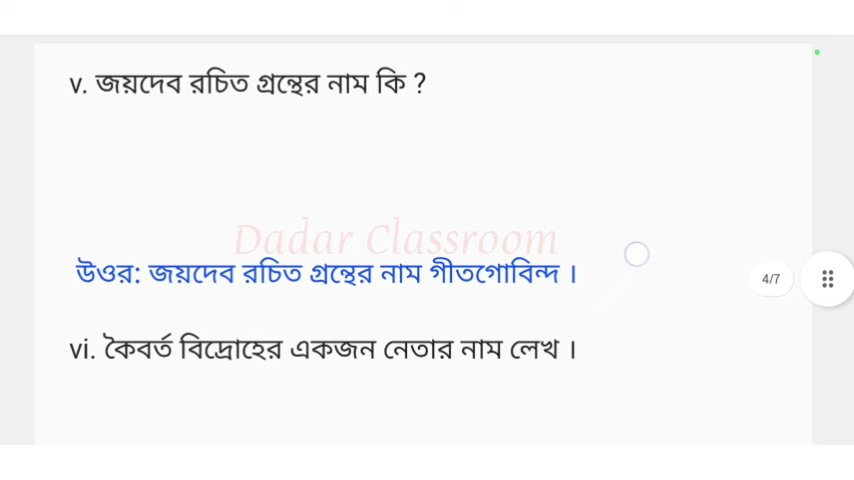 v. জয়দেব রচিত গ্রন্থের নাম কি ?
Dadar Classroom
উওর: জয়দেব রচিত গ্রন্থের নাম গীতগোবিন্দ ।
4/7
vi. কৈবর্ত বিদ্রোহের একজন নেতার নাম লেখ ।